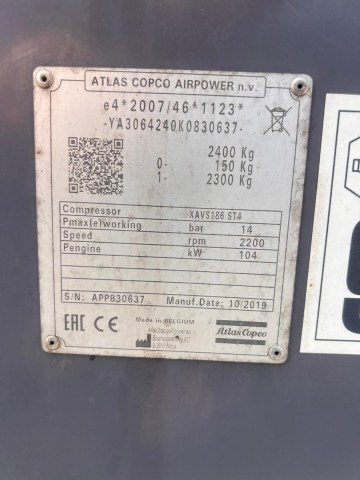 ATLAS COPCO AIRPOWER n.v.
e4*2007/46*1123*
-YA3064240K0830637-
2400 Kg
0- 150 Kg
1- 2300 Kg
Compressor XAVS186 ST4
Pmax(e)working bar 14
Speed rpm 2200
Pengine kW 104
S/N: APP830637 Manuf.Date: 10/2019
Made in BELGIUM
EAC CE Atlas Copco